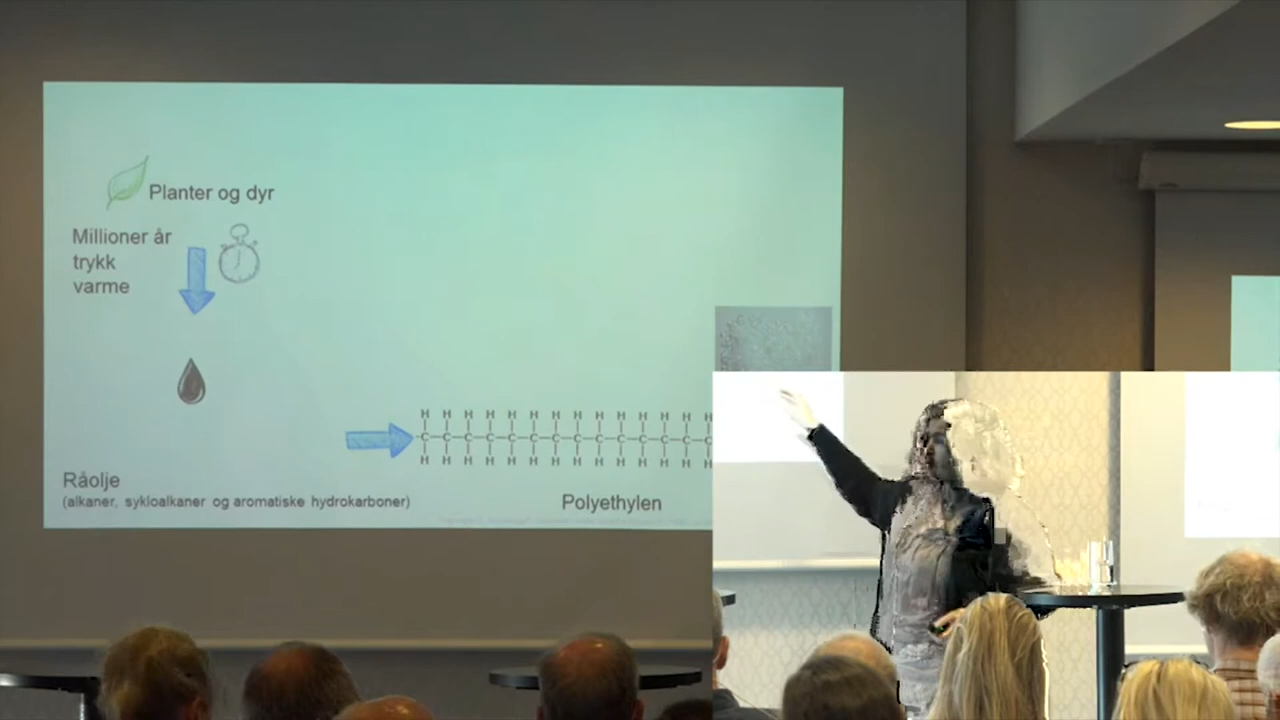 Planter og dyr
Millioner år
trykk
varme
H H H H H H H H H H H H H H
C C C C C C C C C C C C C C
H H H H H H H H H H H H H H
Råolje
(alkaner, sykloalkaner og aromatiske hydrokarboner)
Polyethylen